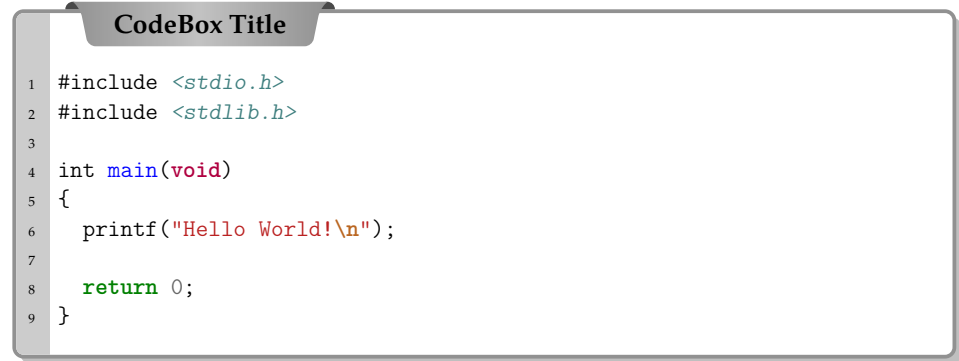 CodeBox Title
1 #include <stdio.h>
2 #include <stdlib.h>
3
4 int main(void)
5 {
6   printf("Hello World!\n");
7
8   return 0;
9 }